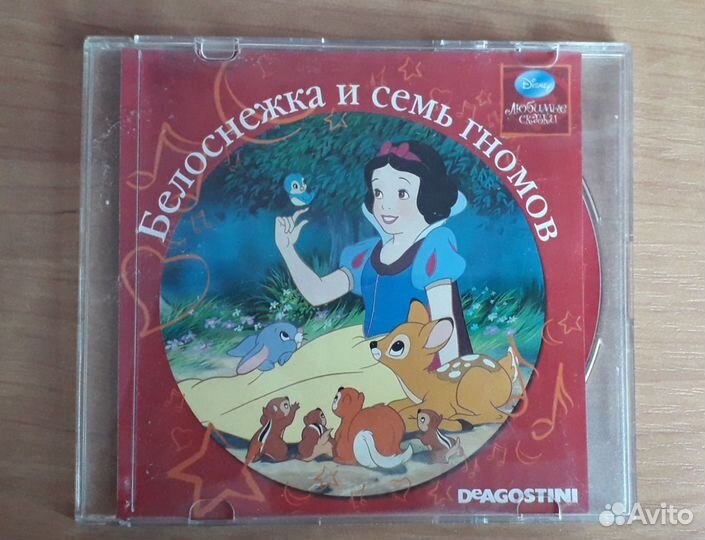 Белоснежка и семь гномов
Disney
Любимые
сказки
DeAGOSTINI
Avito